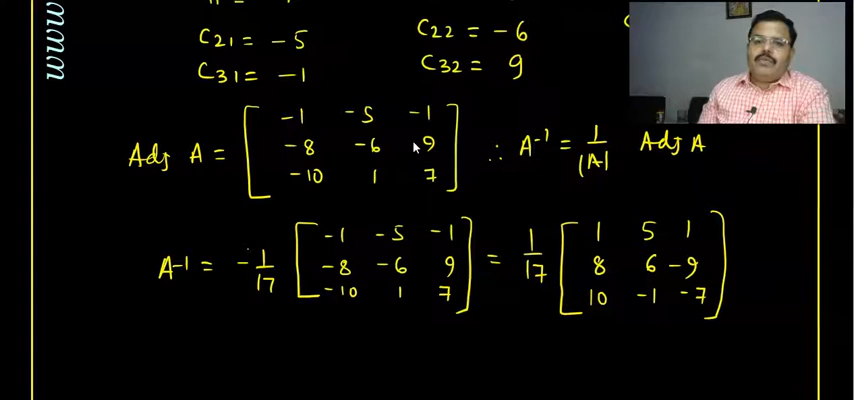 www
C21 = -5 C22 = -6
C31 = -1 C32 = 9
Adj A = [ -1 -5 -1
-8 -6 9
-10 1 7 ] ∴ A-1 = 1/|A| Adj A
A-1 = -1/17 [ -1 -5 -1
-8 -6 9
-10 1 7 ] = 1/17 [ 1 5 1
8 6 -9
10 -1 -7 ]